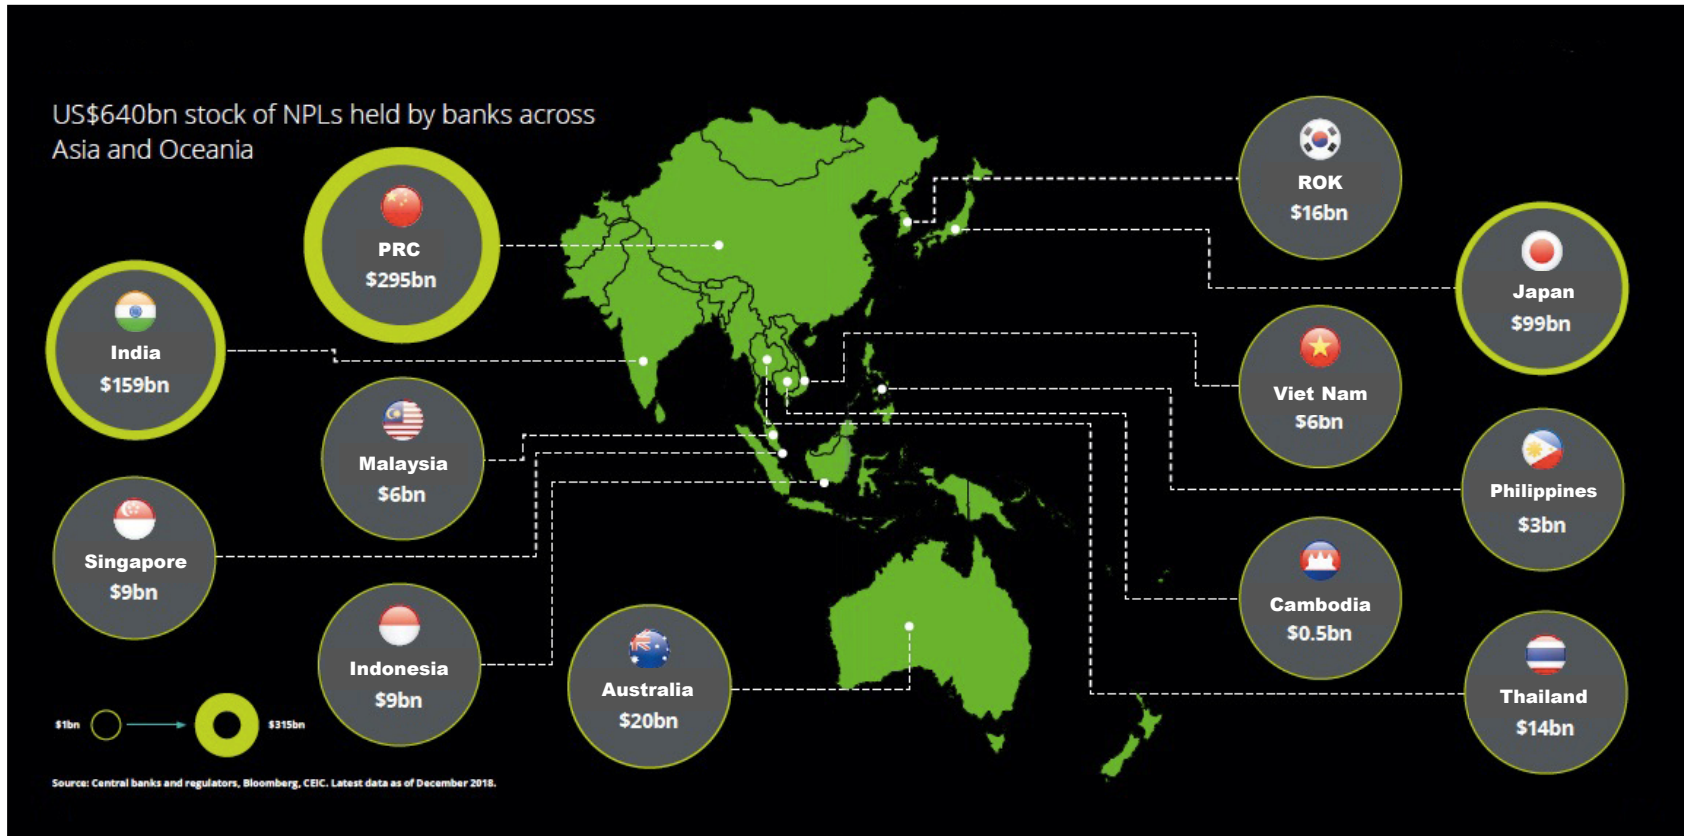 US$640bn stock of NPLs held by banks across
Asia and Oceania
PRC
$295bn
India
$159bn
Malaysia
$6bn
Singapore
$9bn
Indonesia
$9bn
Australia
$20bn
ROK
$16bn
Japan
$99bn
Viet Nam
$6bn
Philippines
$3bn
Cambodia
$0.5bn
Thailand
$14bn
$1bn
$315bn
Source: Central banks and regulators, Bloomberg, CEIC. Latest data as of December 2018.